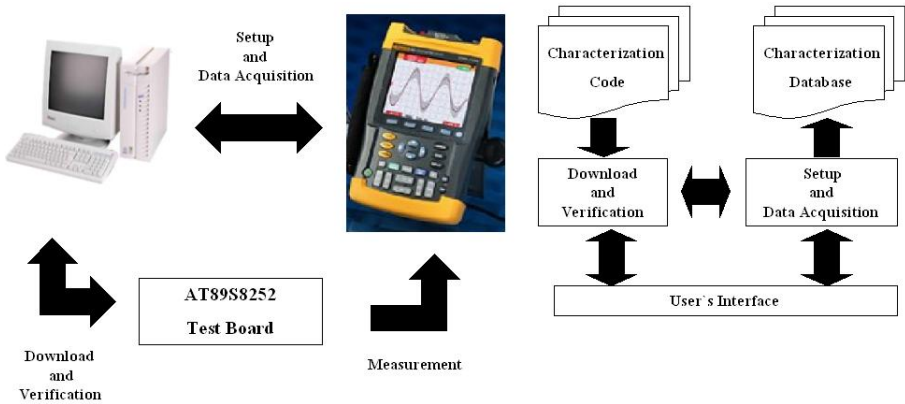 Setup
and
Data Acquisition
AT89S8252
Test Board
Download
and
Verification
Measurement
Characterization
Code
Characterization
Database
Download
and
Verification
Setup
and
Data Acquisition
User`s Interface